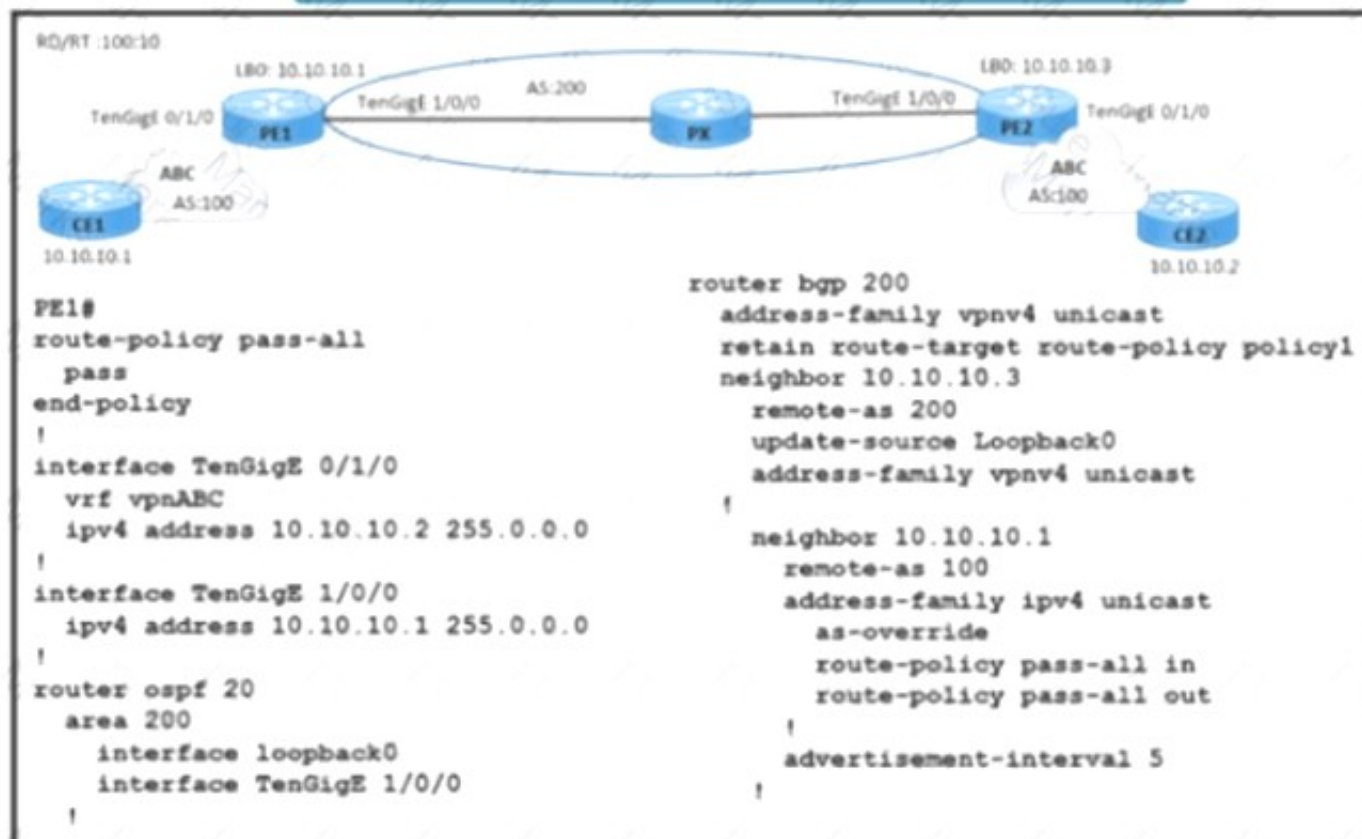 RD/RT :100:10
LB0: 10.10.10.1
LB0: 10.10.10.3
TenGigE 0/1/0
TenGigE 1/0/0
AS:200
TenGigE 1/0/0
TenGigE 0/1/0
PE1
PX
PE2
ABC
AS:100
ABC
AS:100
CE1
CE2
10.10.10.1
10.10.10.2
PE1#
route-policy pass-all
pass
end-policy
!
interface TenGigE 0/1/0
vrf vpnABC
ipv4 address 10.10.10.2 255.0.0.0
!
interface TenGigE 1/0/0
ipv4 address 10.10.10.1 255.0.0.0
!
router ospf 20
area 200
interface loopback0
interface TenGigE 1/0/0
!
router bgp 200
address-family vpnv4 unicast
retain route-target route-policy policy1
neighbor 10.10.10.3
remote-as 200
update-source Loopback0
address-family vpnv4 unicast
!
neighbor 10.10.10.1
remote-as 100
address-family ipv4 unicast
as-override
route-policy pass-all in
route-policy pass-all out
!
advertisement-interval 5
!